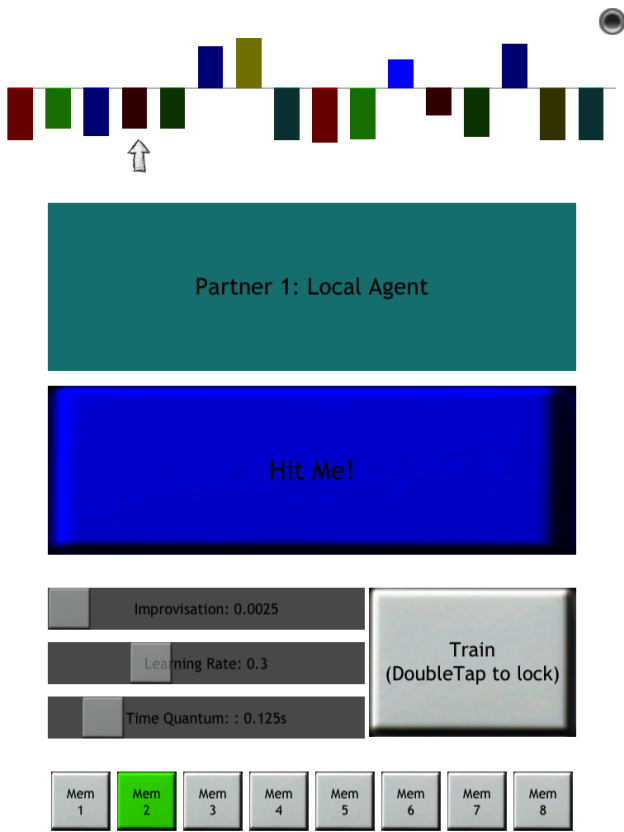 Partner 1: Local Agent
Hit Me!
Improvisation: 0.0025
Learning Rate: 0.3
Time Quantum: : 0.125s
Train
(DoubleTap to lock)
Mem
1
Mem
2
Mem
3
Mem
4
Mem
5
Mem
6
Mem
7
Mem
8